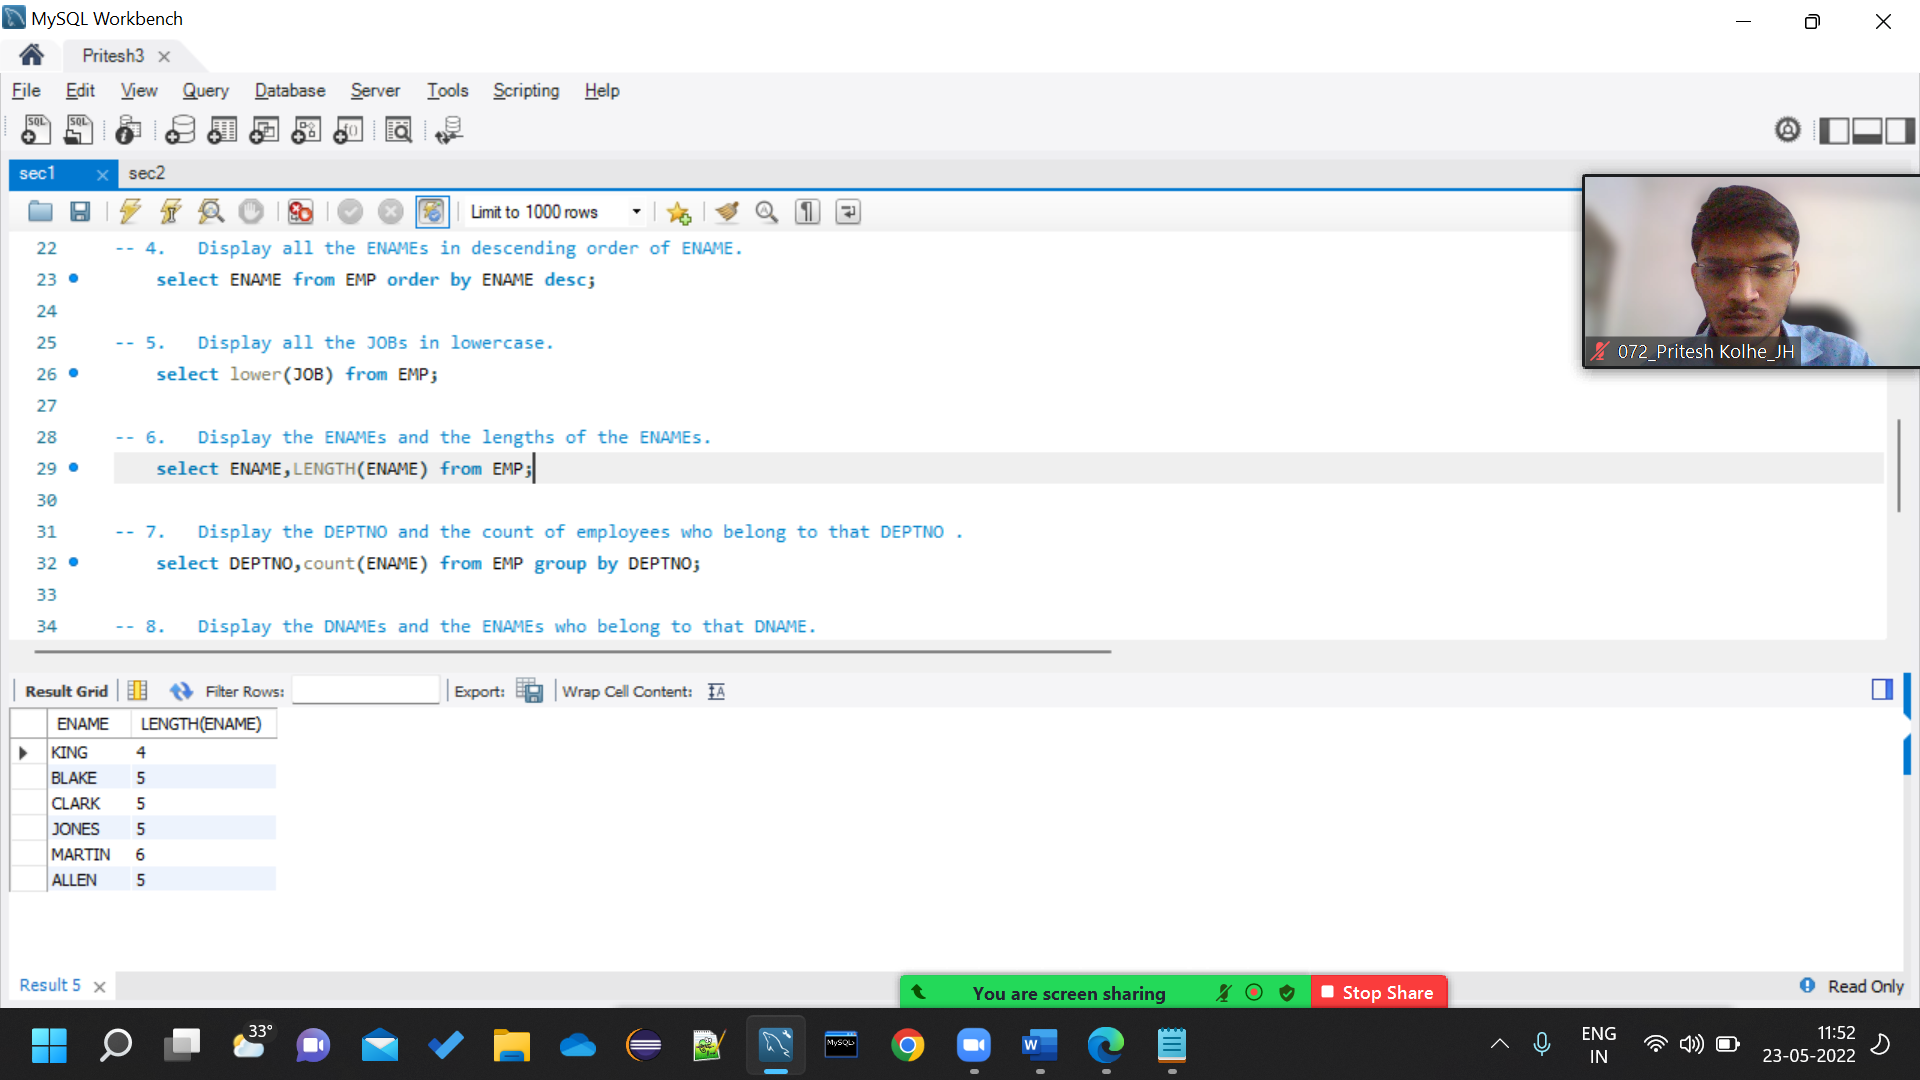 MySQL Workbench
Pritesh3
File Edit View Query Database Server Tools Scripting Help
sec1 sec2
Limit to 1000 rows
22 -- 4. Display all the ENAMEs in descending order of ENAME.
23 select ENAME from EMP order by ENAME desc;
24
25 -- 5. Display all the JOBs in lowercase.
26 select lower(JOB) from EMP;
27
28 -- 6. Display the ENAMEs and the lengths of the ENAMEs.
29 select ENAME,LENGTH(ENAME) from EMP;
30
31 -- 7. Display the DEPTNO and the count of employees who belong to that DEPTNO .
32 select DEPTNO,count(ENAME) from EMP group by DEPTNO;
33
34 -- 8. Display the DNAMEs and the ENAMEs who belong to that DNAME.
072_Pritesh Kolhe_JH
Result Grid Filter Rows: Export: Wrap Cell Content:
ENAME LENGTH(ENAME)
KING 4
BLAKE 5
CLARK 5
JONES 5
MARTIN 6
ALLEN 5
Result 5
Read Only
You are screen sharing Stop Share
33°
MySQL
ENG
IN
11:52
23-05-2022